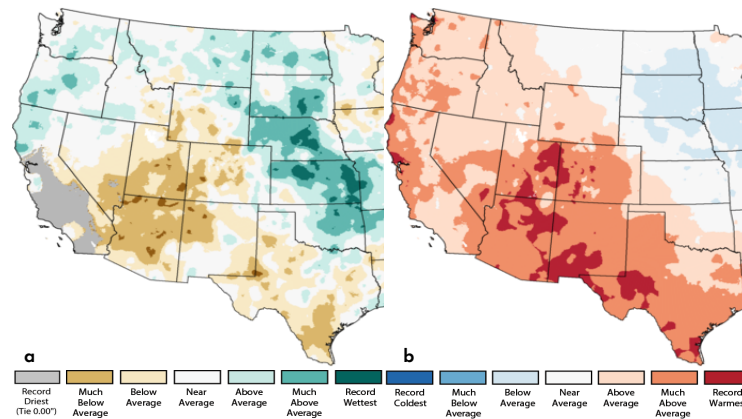 a
b
Record
Driest
(Tie 0.00")
Much
Below
Average
Below
Average
Near
Average
Above
Average
Much
Above
Average
Record
Wettest
Record
Coldest
Much
Below
Average
Below
Average
Near
Average
Above
Average
Much
Above
Average
Record
Warmes